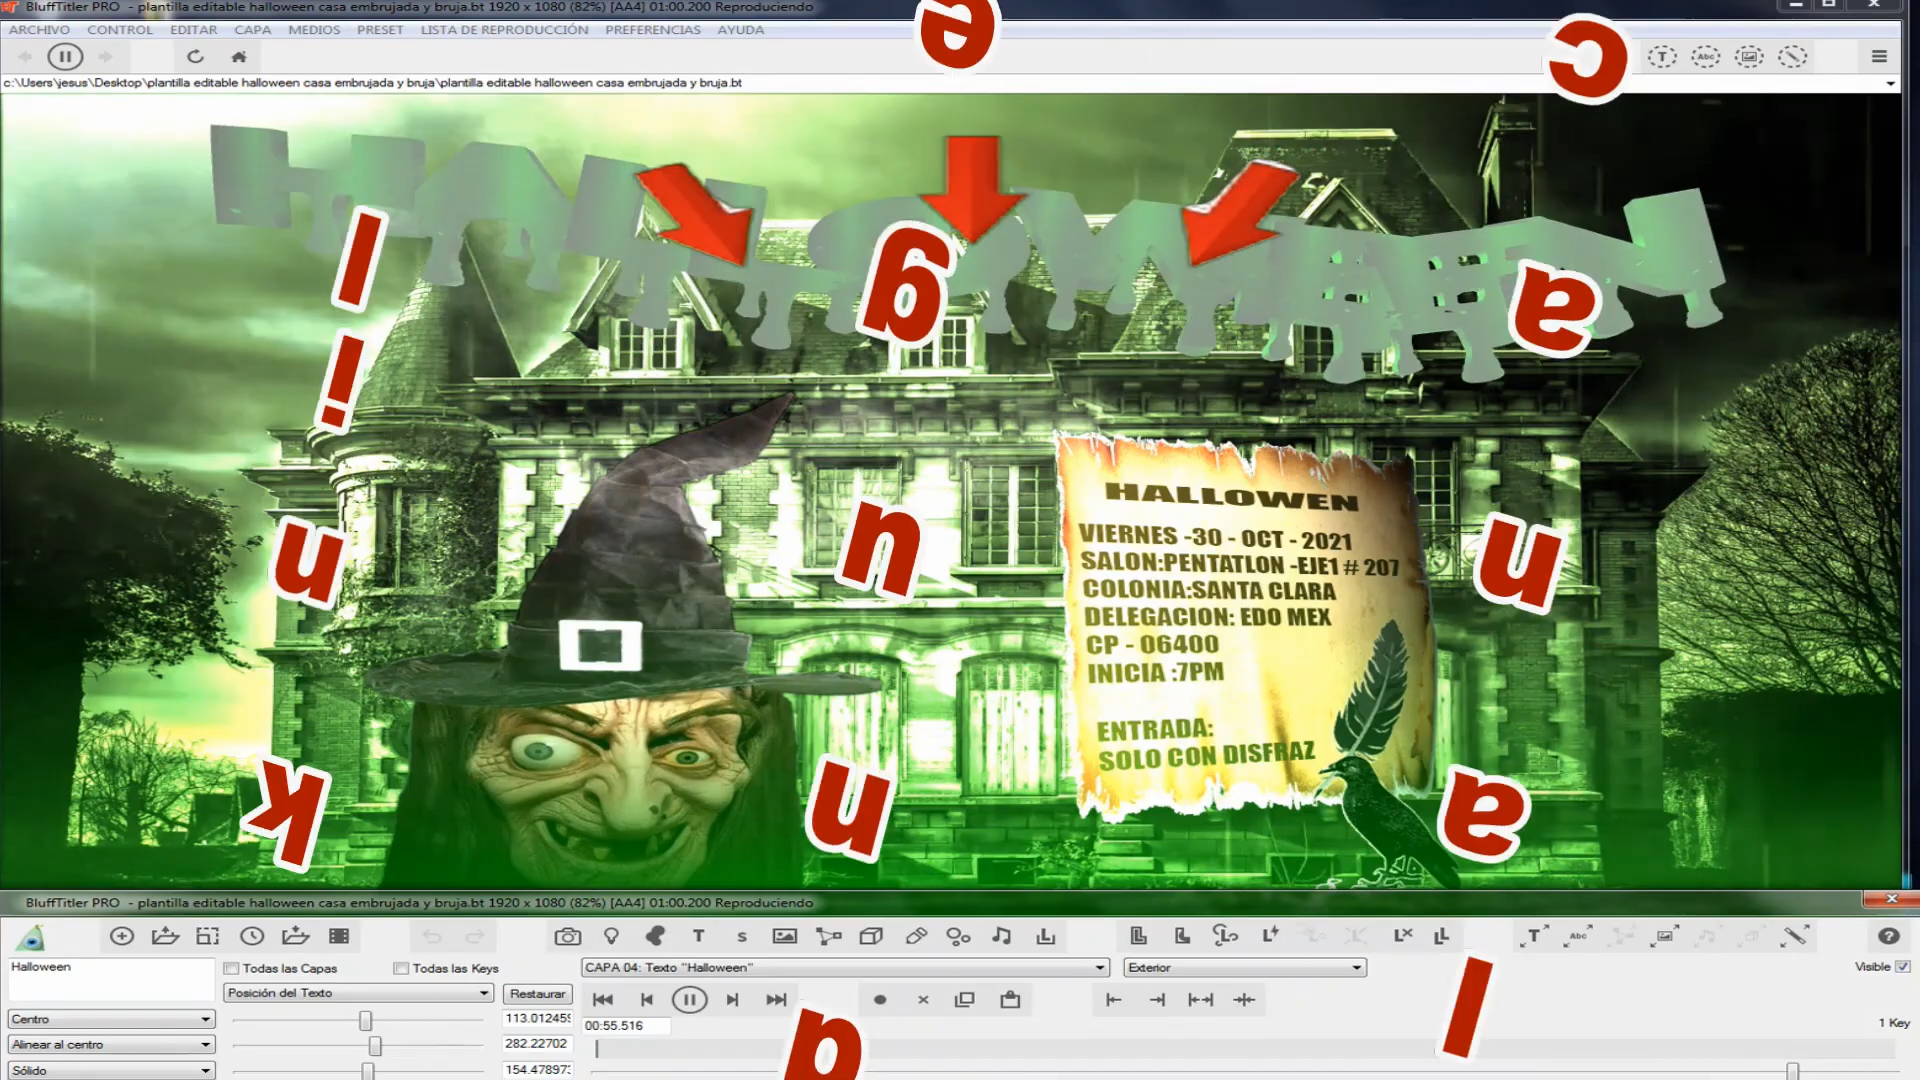 BluffTitler PRO - plantilla editable halloween casa embrujada y bruja.bt 1920 x 1080 (82%) [AA4] 01:00.200 Reproduciendo
ARCHIVO CONTROL EDITAR CAPA MEDIOS PRESET LISTA DE REPRODUCCIÓN PREFERENCIAS AYUDA
c:\Users\jesus\Desktop\plantilla editable halloween casa embrujada y bruja\plantilla editable halloween casa embrujada y bruja.bt
HALLOWEN
VIERNES -30 - OCT - 2021
SALON:PENTATLON -EJE1 # 207
COLONIA:SANTA CLARA
DELEGACION: EDO MEX
CP - 06400
INICIA :7PM
ENTRADA:
SOLO CON DISFRAZ
BluffTitler PRO - plantilla editable halloween casa embrujada y bruja.bt 1920 x 1080 (82%) [AA4] 01:00.200 Reproduciendo
Halloween
Todas las Capas Todas las Keys
CAPA 04: Texto "Halloween" Exterior Visible
Posición del Texto Restaurar
Centro 113.012459
00:55.516 1 Key
Alinear al centro 282.22702
Sólido 154.478973